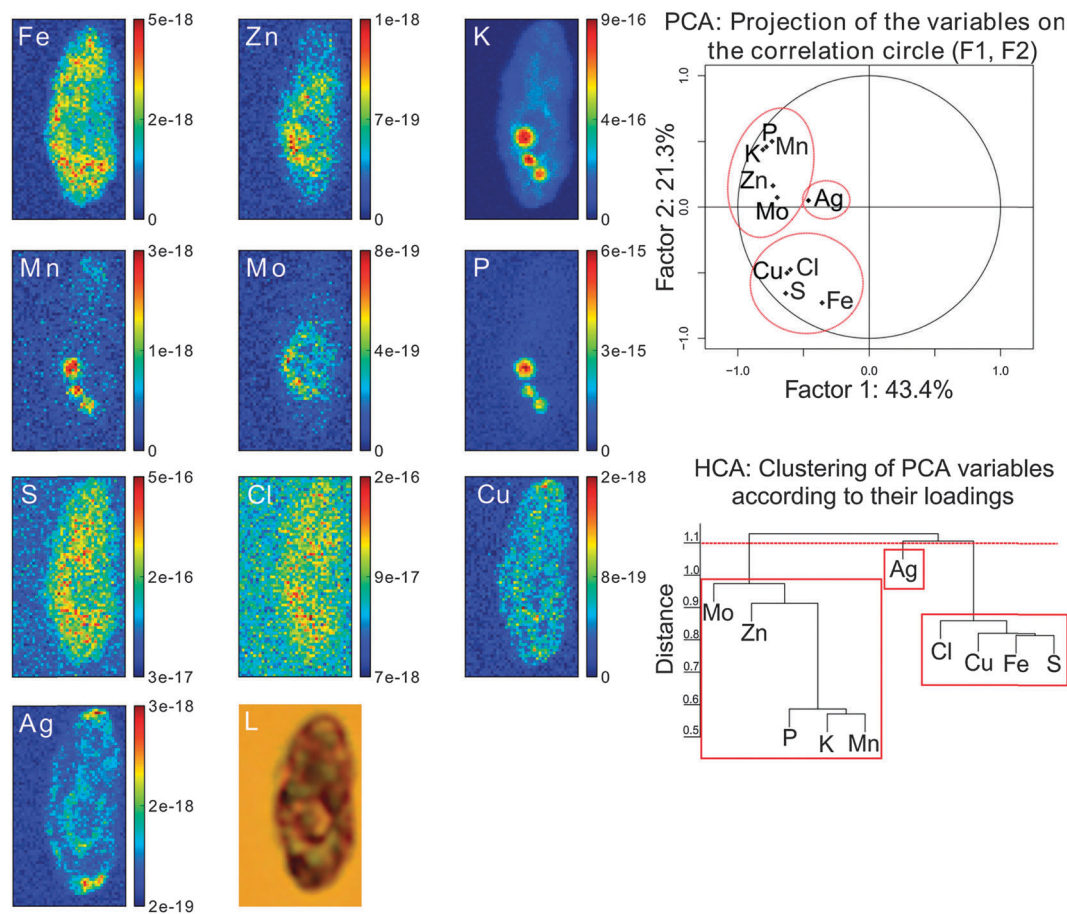 Fe
5e-18
2e-18
0
Zn
1e-18
7e-19
0
K
9e-16
4e-16
0
Mn
3e-18
1e-18
0
Mo
8e-19
4e-19
0
P
6e-15
3e-15
0
S
5e-16
2e-16
3e-17
Cl
2e-16
9e-17
7e-18
Cu
2e-18
8e-19
0
Ag
3e-18
2e-18
2e-19
L
PCA: Projection of the variables on
the correlation circle (F1, F2)
Factor 2: 21.3%
1.0
0.0
−1.0
P
K
Mn
Zn
Mo
Ag
Cu
Cl
S
Fe
−1.0
0.0
1.0
Factor 1: 43.4%
HCA: Clustering of PCA variables
according to their loadings
Distance
1.1
1.0
0.9
0.8
0.7
0.6
0.5
Mo
Zn
P
K
Mn
Ag
Cl
Cu
Fe
S